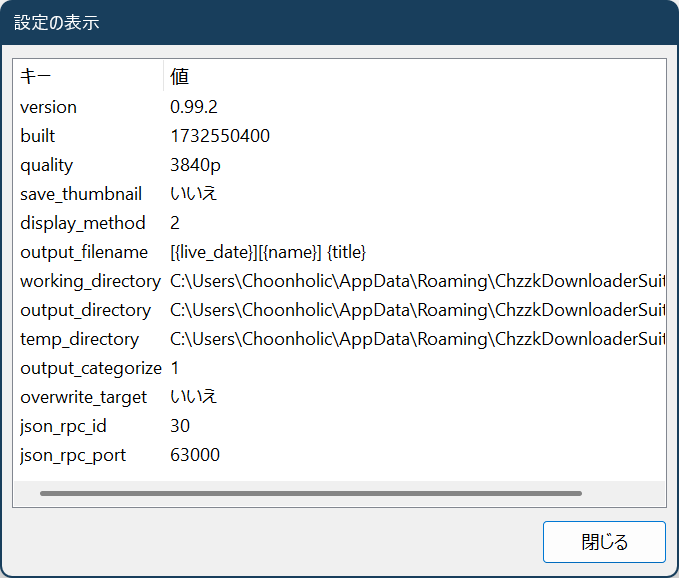 設定の表示
キー 値
version 0.99.2
built 1732550400
quality 3840p
save_thumbnail いいえ
display_method 2
output_filename [{live_date}][{name}] {title}
working_directory C:\Users\Choonholic\AppData\Roaming\ChzzkDownloaderSuit
output_directory C:\Users\Choonholic\AppData\Roaming\ChzzkDownloaderSuit
temp_directory C:\Users\Choonholic\AppData\Roaming\ChzzkDownloaderSuit
output_categorize 1
overwrite_target いいえ
json_rpc_id 30
json_rpc_port 63000
閉じる